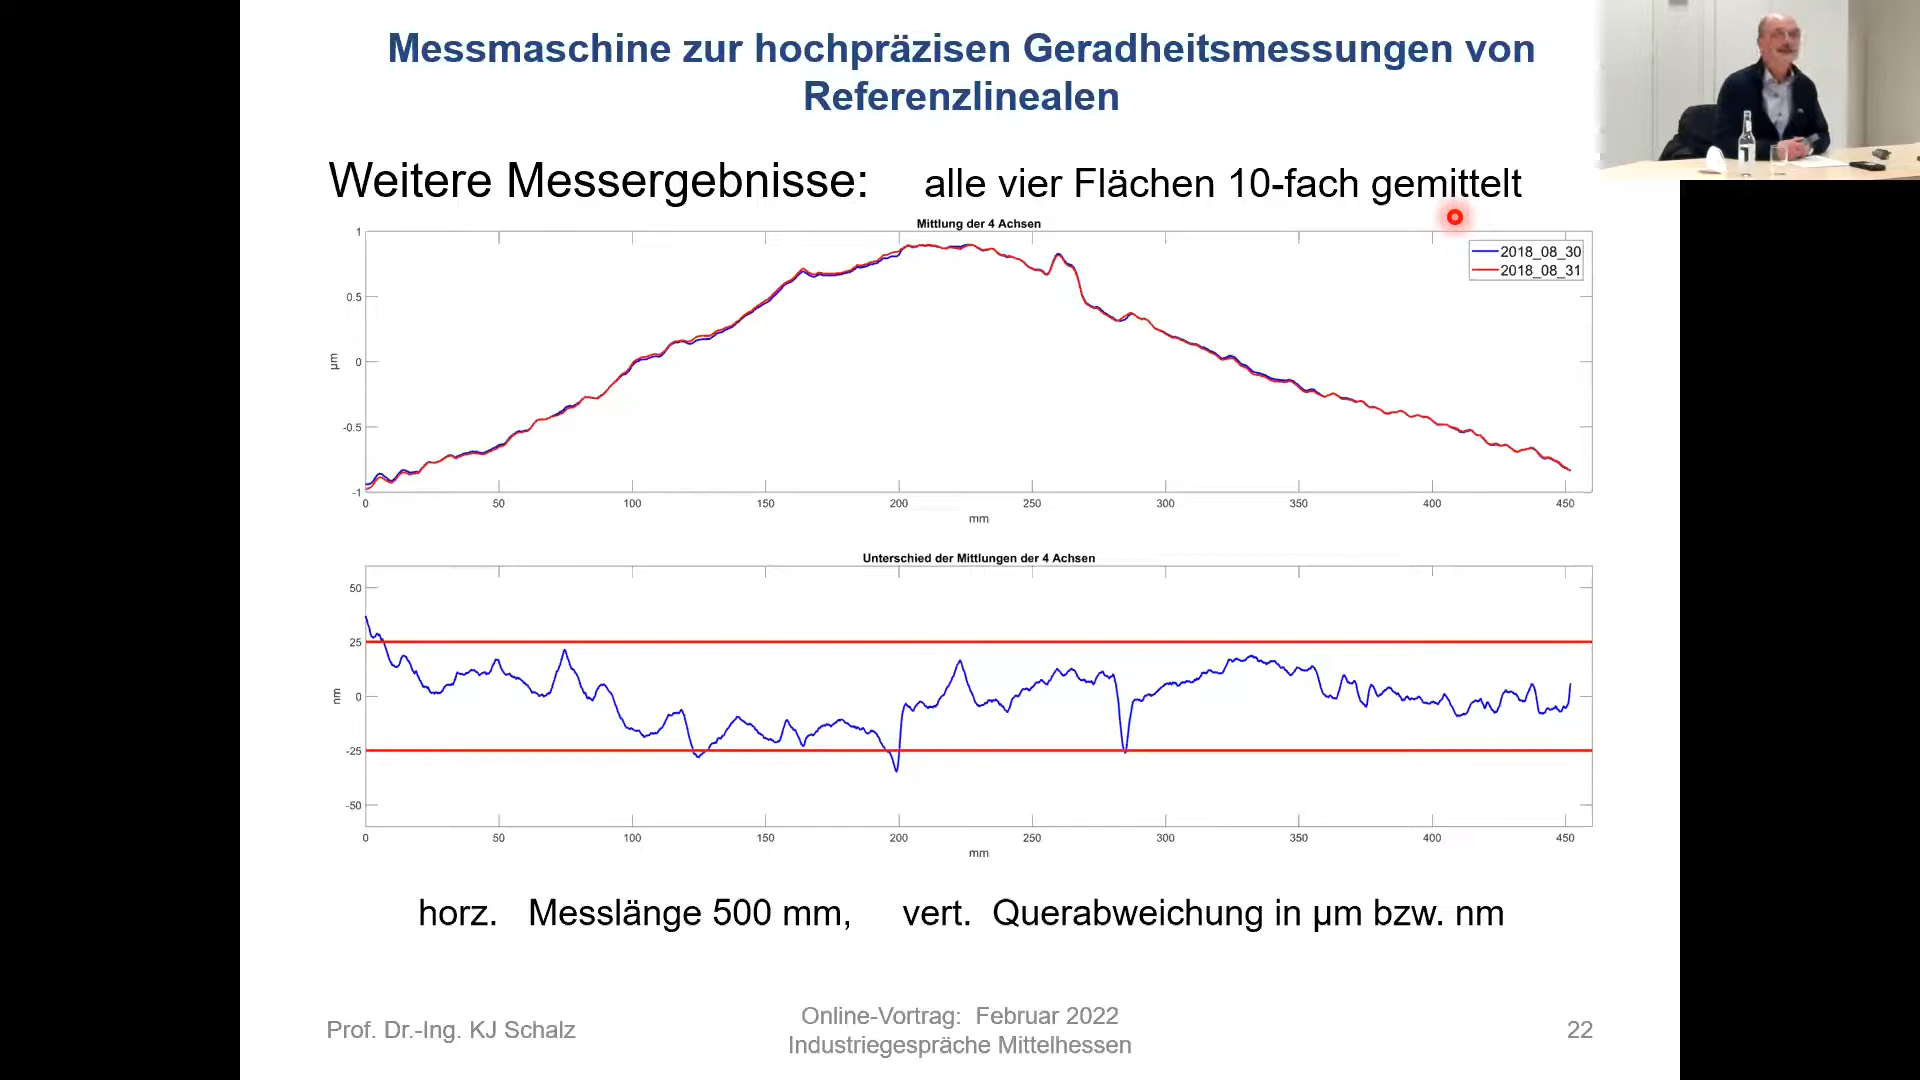 Messmaschine zur hochpräzisen Geradheitsmessungen von
Referenzlinealen
Weitere Messergebnisse: alle vier Flächen 10-fach gemittelt
Mittlung der 4 Achsen
1
0.5
0
-0.5
-1
µm
2018_08_30
2018_08_31
0 50 100 150 200 250 300 350 400 450
mm
Unterschied der Mittlungen der 4 Achsen
50
25
0
-25
-50
nm
0 50 100 150 200 250 300 350 400 450
mm
horz. Messlänge 500 mm, vert. Querabweichung in µm bzw. nm
Prof. Dr.-Ing. KJ Schalz
Online-Vortrag: Februar 2022
Industriegespräche Mittelhessen
22